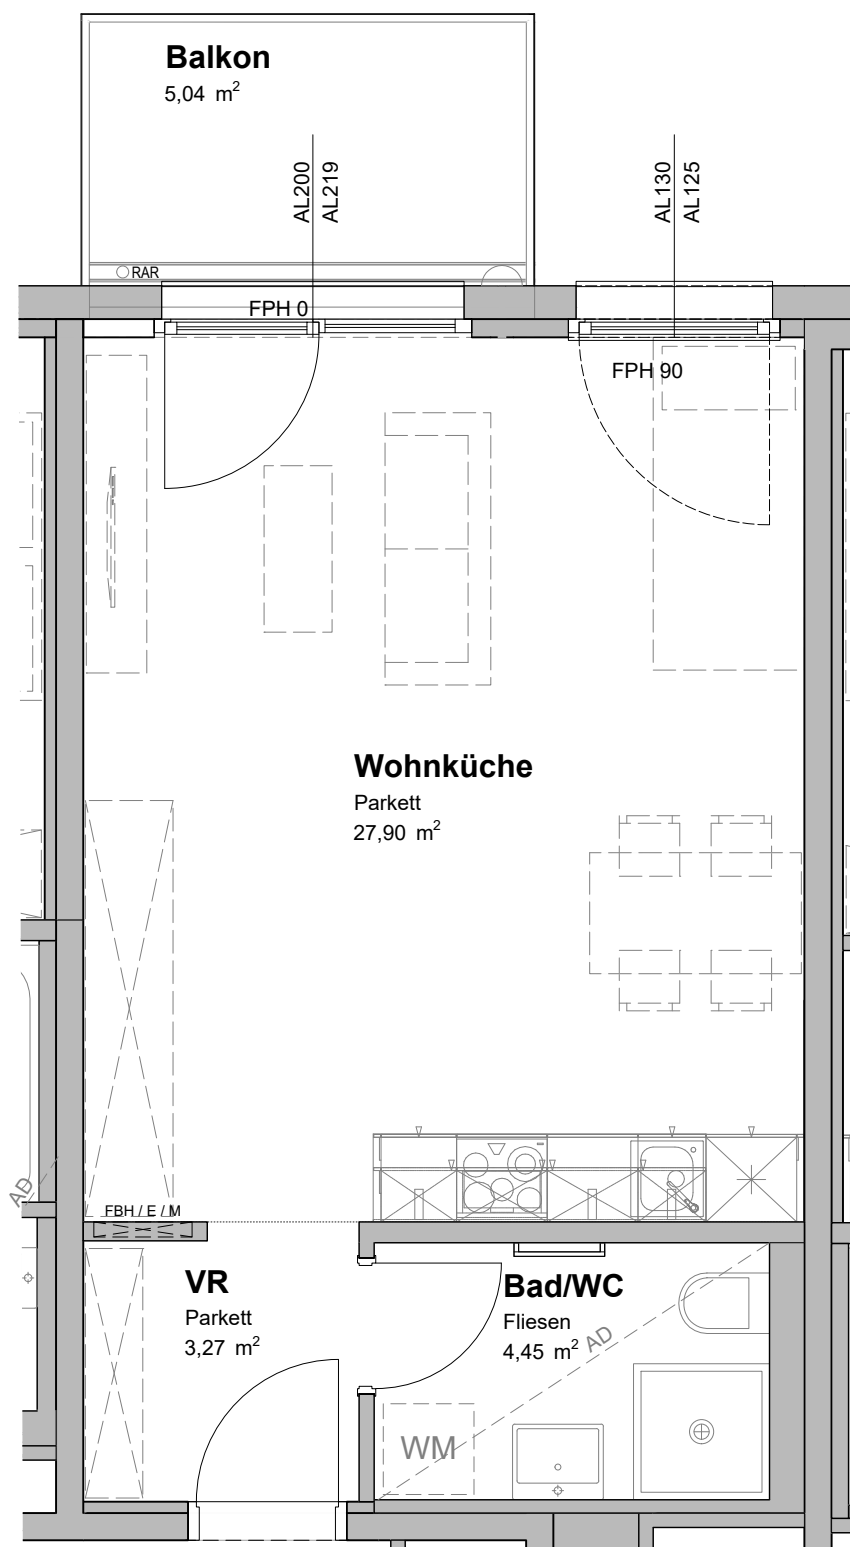 Balkon
5,04 m²
AL200
AL219
AL130
AL125
RAR
FPH 0
FPH 90
Wohnküche
Parkett
27,90 m²
AD
FBH / E / M
VR
Parkett
3,27 m²
Bad/WC
Fliesen
4,45 m²
AD
WM